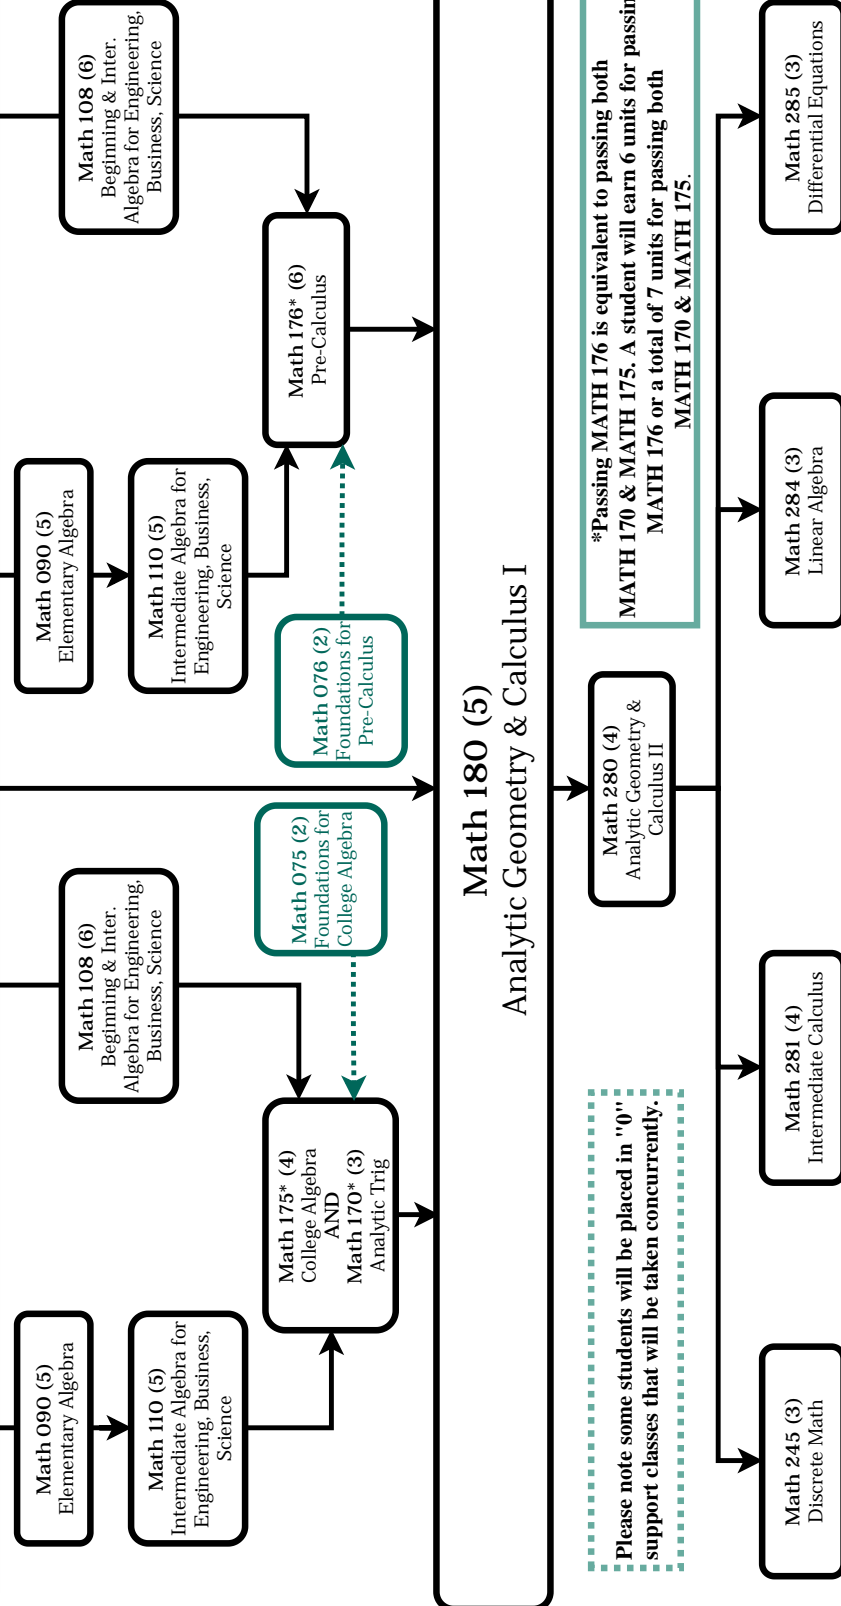 Math 090 (5)
Elementary Algebra
Math 110 (5)
Intermediate Algebra for
Engineering, Business,
Science
Math 108 (6)
Beginning & Inter.
Algebra for Engineering,
Business, Science
Math 175* (4)
College Algebra
AND
Math 170* (3)
Analytic Trig
Math 075 (2)
Foundations for
College Algebra
Math 090 (5)
Elementary Algebra
Math 110 (5)
Intermediate Algebra for
Engineering, Business,
Science
Math 076 (2)
Foundations for
Pre-Calculus
Math 108 (6)
Beginning & Inter.
Algebra for Engineering,
Business, Science
Math 176* (6)
Pre-Calculus
Math 180 (5)
Analytic Geometry & Calculus I
Please note some students will be placed in "0"
support classes that will be taken concurrently.
Math 280 (4)
Analytic Geometry &
Calculus II
*Passing MATH 176 is equivalent to passing both
MATH 170 & MATH 175. A student will earn 6 units for passin
MATH 176 or a total of 7 units for passing both
MATH 170 & MATH 175.
Math 245 (3)
Discrete Math
Math 281 (4)
Intermediate Calculus
Math 284 (3)
Linear Algebra
Math 285 (3)
Differential Equations